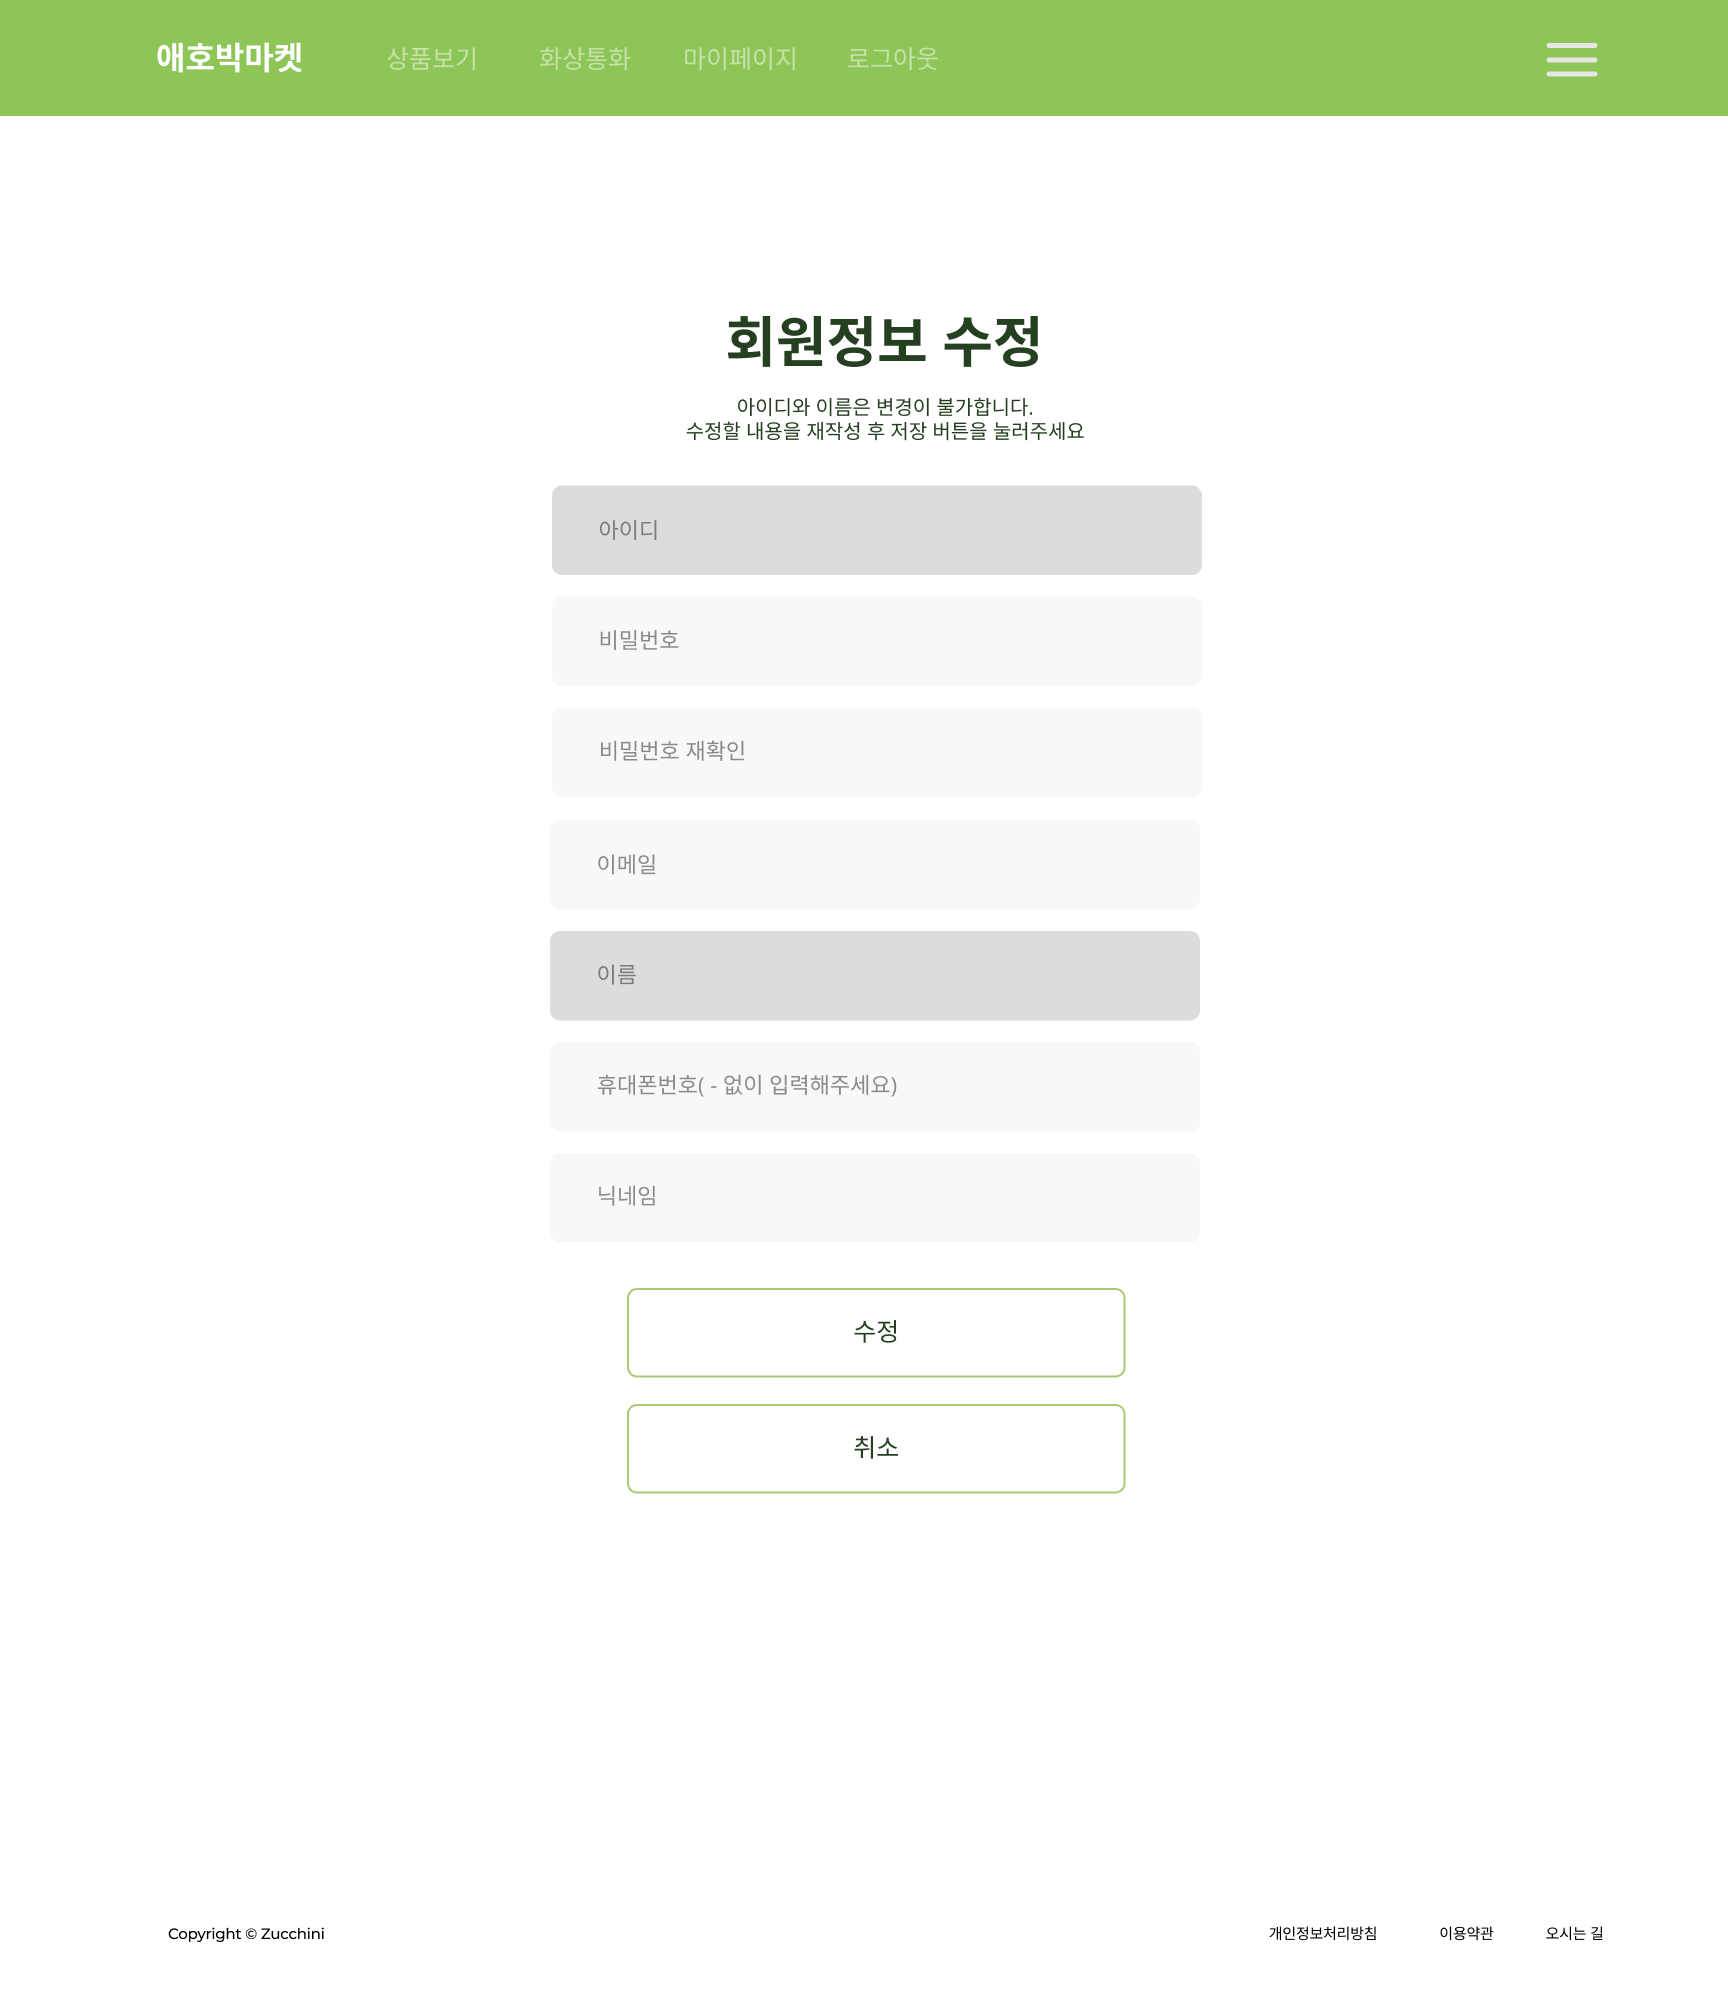 애호박마켓 상품보기 화상통화 마이페이지 로그아웃
회원정보 수정
아이디와 이름은 변경이 불가합니다.
수정할 내용을 재작성 후 저장 버튼을 눌러주세요
아이디
비밀번호
비밀번호 재확인
이메일
이름
휴대폰번호( - 없이 입력해주세요)
닉네임
수정
취소
Copyright © Zucchini 개인정보처리방침 이용약관 오시는 길